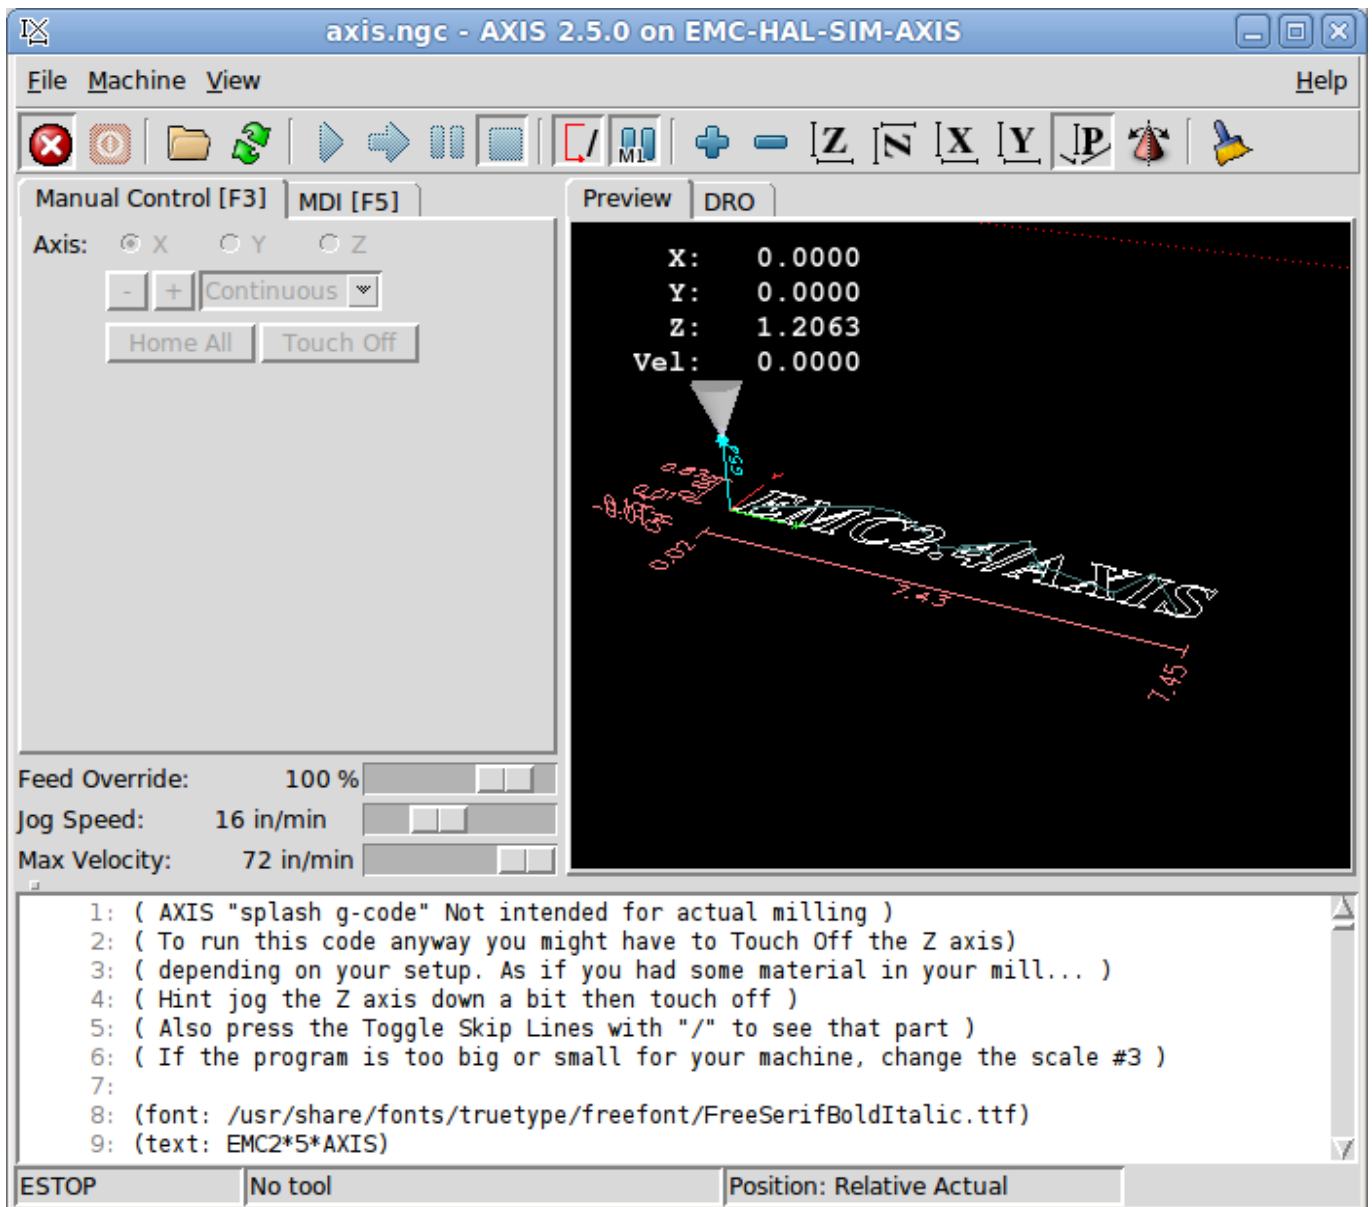 axis.ngc - AXIS 2.5.0 on EMC-HAL-SIM-AXIS
File Machine View Help
M1 Z N X Y P
Manual Control [F3] MDI [F5]
Preview DRO
Axis: X Y Z
- + Continuous
Home All Touch Off
X: 0.0000
Y: 0.0000
Z: 1.2063
Vel: 0.0000
G54
EMC2.4/AXIS
0.02
7.43
7.45
Feed Override: 100 %
Jog Speed: 16 in/min
Max Velocity: 72 in/min
1: ( AXIS "splash g-code" Not intended for actual milling )
2: ( To run this code anyway you might have to Touch Off the Z axis)
3: ( depending on your setup. As if you had some material in your mill... )
4: ( Hint jog the Z axis down a bit then touch off )
5: ( Also press the Toggle Skip Lines with "/" to see that part )
6: ( If the program is too big or small for your machine, change the scale #3 )
7:
8: (font: /usr/share/fonts/truetype/freefont/FreeSerifBoldItalic.ttf)
9: (text: EMC2*5*AXIS)
ESTOP No tool Position: Relative Actual